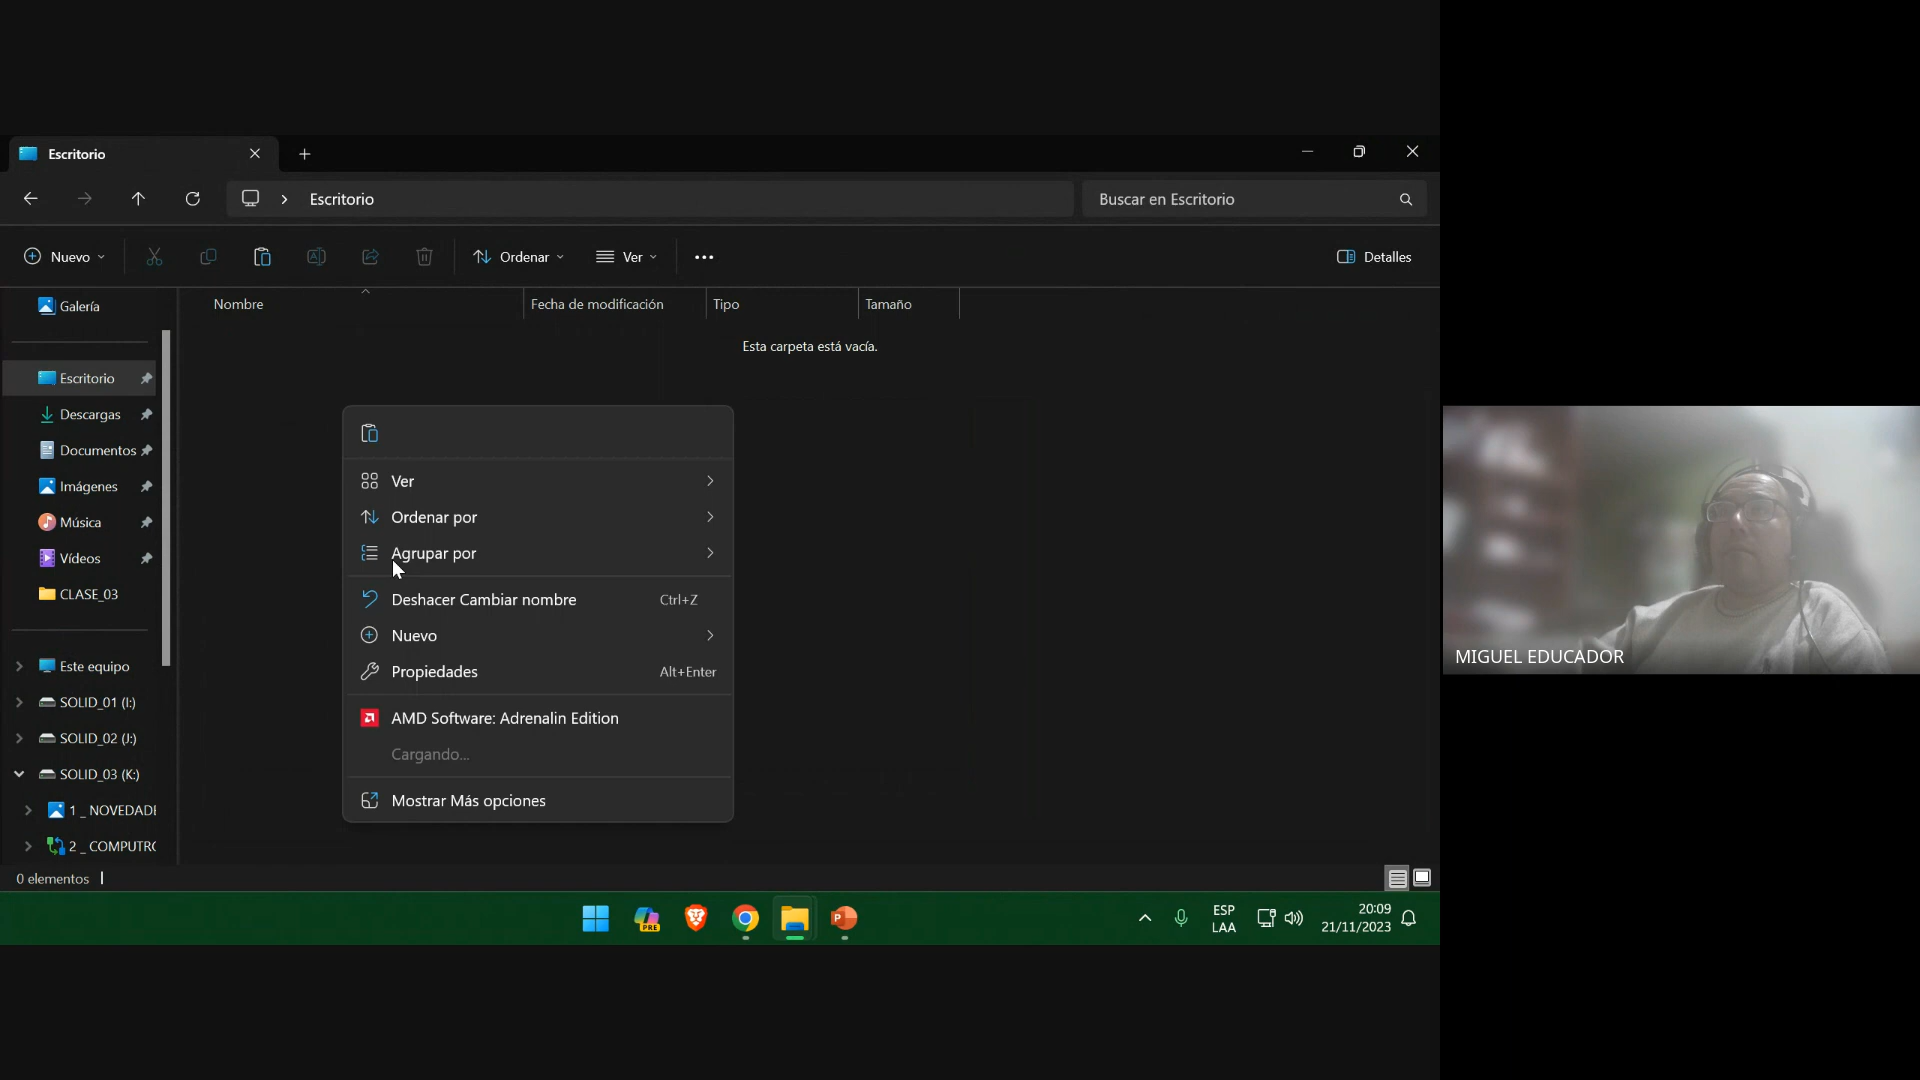 Escritorio
Escritorio
Buscar en Escritorio
Nuevo
Ordenar
Ver
Detalles
Nombre
Fecha de modificación
Tipo
Tamaño
Esta carpeta está vacía.
Galería
Escritorio
Descargas
Documentos
Imágenes
Música
Vídeos
CLASE_03
Este equipo
SOLID_01 (I:)
SOLID_02 (J:)
SOLID_03 (K:)
1 _ NOVEDADE
2 _ COMPUTRO
Ver
Ordenar por
Agrupar por
Deshacer Cambiar nombre Ctrl+Z
Nuevo
Propiedades Alt+Enter
AMD Software: Adrenalin Edition
Cargando...
Mostrar Más opciones
0 elementos
PRE
P
ESP
LAA
20:09
21/11/2023
MIGUEL EDUCADOR